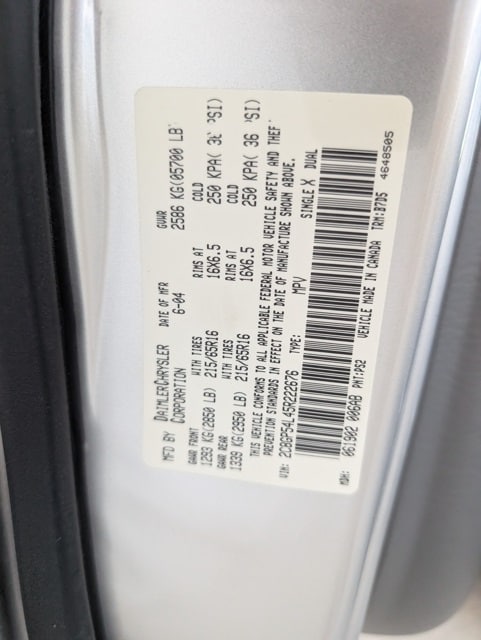 MFD BY DAIMLERCHRYSLER CORPORATION DATE OF MFR 6-04 GVWR 2586 KG(05700 LB)
GAWR FRONT WITH TIRES RIMS AT COLD
1293 KG(2850 LB) 215/65R16 16X6.5 250 KPA( 36 PSI)
GAWR REAR WITH TIRES RIMS AT COLD
1339 KG(2950 LB) 215/65R16 16X6.5 250 KPA( 36 PSI)
THIS VEHICLE CONFORMS TO ALL APPLICABLE FEDERAL MOTOR VEHICLE SAFETY AND THEFT
PREVENTION STANDARDS IN EFFECT ON THE DATE OF MANUFACTURE SHOWN ABOVE.
VIN: 2C8GP54L45R222676 TYPE: MPV SINGLE X DUAL
MDH: 061902 006AB PNT:PS2 VEHICLE MADE IN CANADA TRM:B7D5
4648505